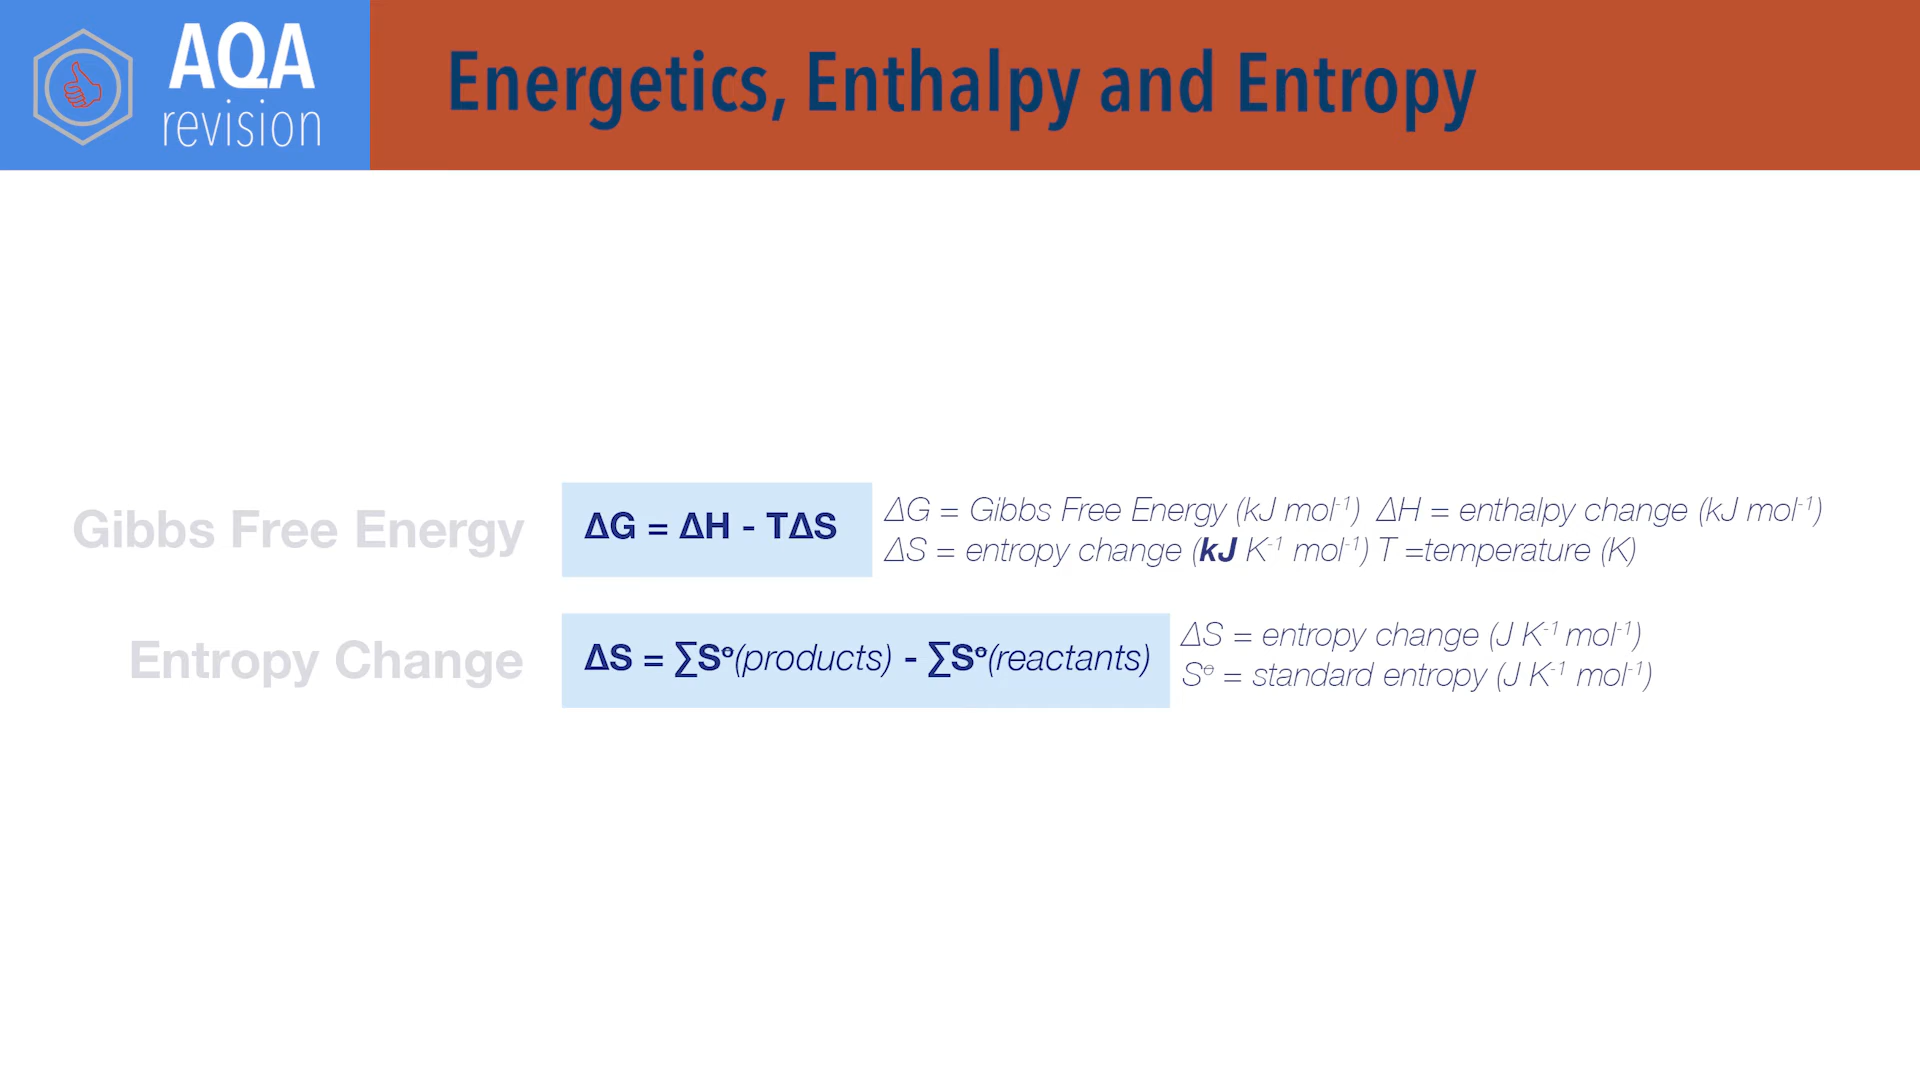 AQA
revision
Energetics, Enthalpy and Entropy
Gibbs Free Energy
ΔG = ΔH - TΔS
ΔG = Gibbs Free Energy (kJ mol⁻¹) ΔH = enthalpy change (kJ mol⁻¹)
ΔS = entropy change (kJ K⁻¹ mol⁻¹) T =temperature (K)
Entropy Change
ΔS = ∑S⊖(products) - ∑S⊖(reactants)
ΔS = entropy change (J K⁻¹ mol⁻¹)
S⊖ = standard entropy (J K⁻¹ mol⁻¹)